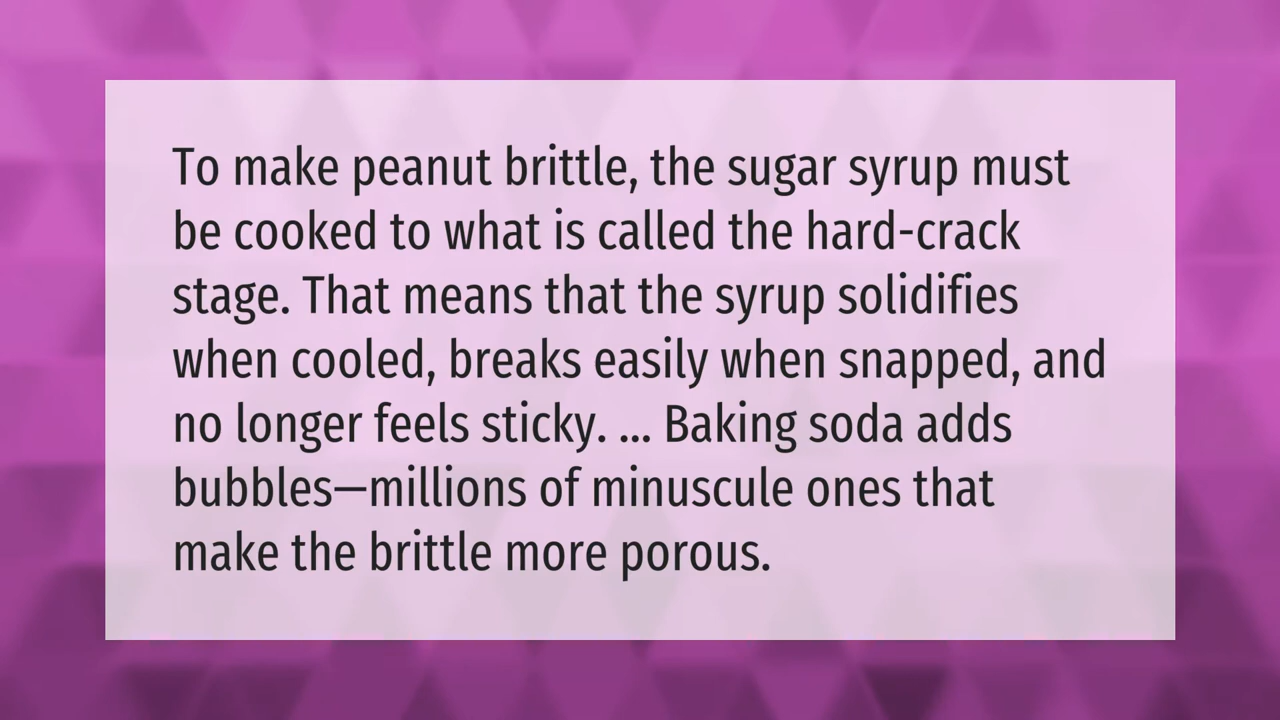 To make peanut brittle, the sugar syrup must
be cooked to what is called the hard-crack
stage. That means that the syrup solidifies
when cooled, breaks easily when snapped, and
no longer feels sticky. ... Baking soda adds
bubbles—millions of minuscule ones that
make the brittle more porous.